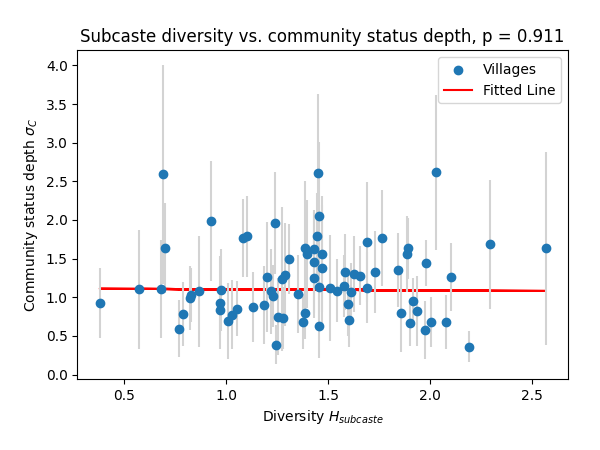 Subcaste diversity vs. community status depth, p = 0.911
Community status depth σ_C
4.0
3.5
3.0
2.5
2.0
1.5
1.0
0.5
0.0
Villages
Fitted Line
0.5 1.0 1.5 2.0 2.5
Diversity H_subcaste